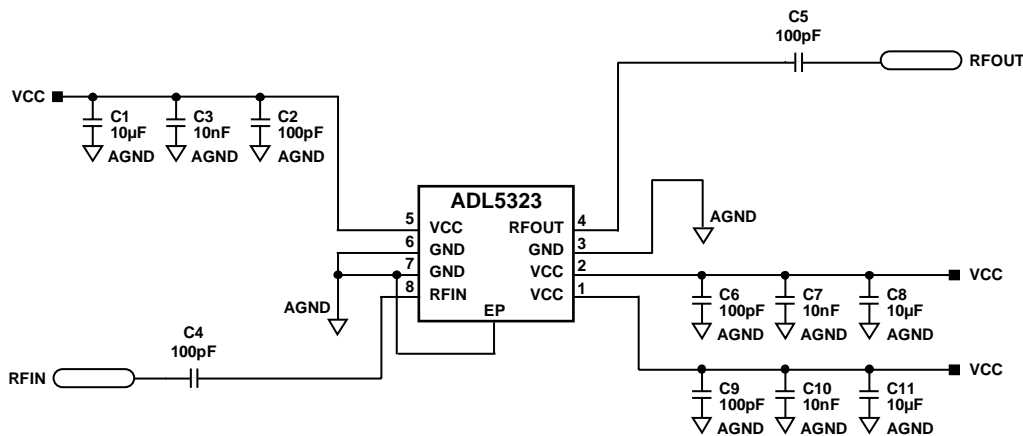 C5
100pF
RFOUT
VCC
C1
10µF
AGND
C3
10nF
AGND
C2
100pF
AGND
ADL5323
5
VCC
6
GND
7
GND
8
RFIN
RFOUT
4
GND
3
VCC
2
VCC
1
EP
AGND
AGND
C4
100pF
RFIN
C6
100pF
AGND
C7
10nF
AGND
C8
10µF
AGND
VCC
C9
100pF
AGND
C10
10nF
AGND
C11
10µF
AGND
VCC